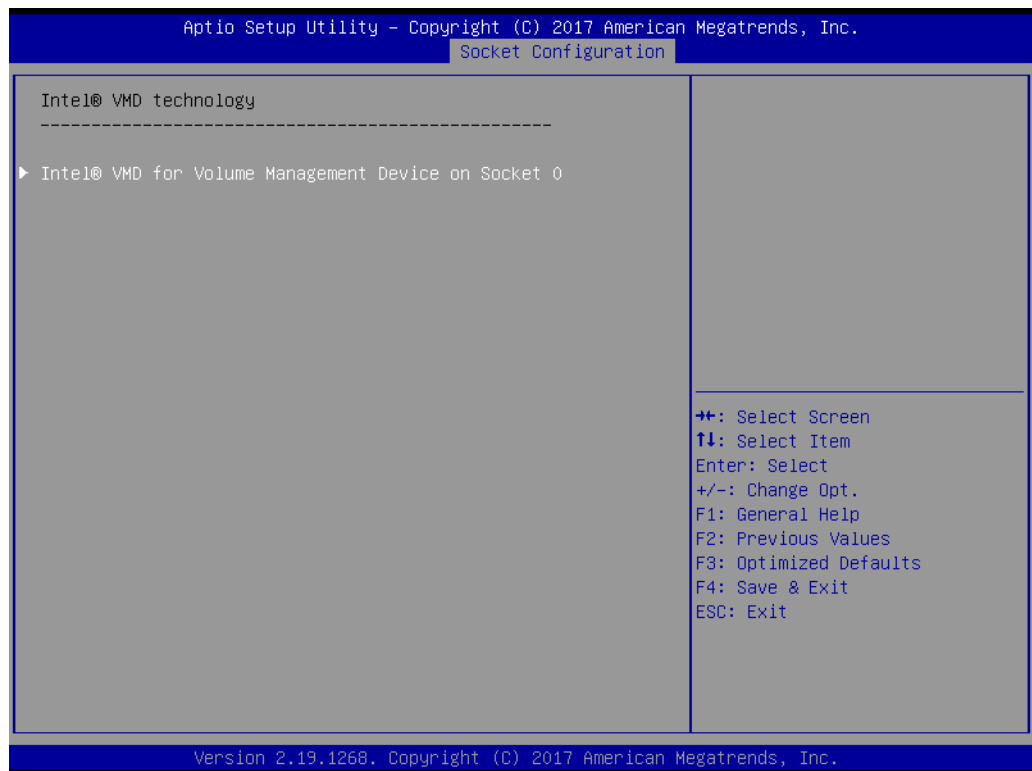 Aptio Setup Utility – Copyright (C) 2017 American Megatrends, Inc.
Socket Configuration
Intel® VMD technology
--------------------------------------------------
▶ Intel® VMD for Volume Management Device on Socket 0
→←: Select Screen
↑↓: Select Item
Enter: Select
+/-: Change Opt.
F1: General Help
F2: Previous Values
F3: Optimized Defaults
F4: Save & Exit
ESC: Exit
Version 2.19.1268. Copyright (C) 2017 American Megatrends, Inc.